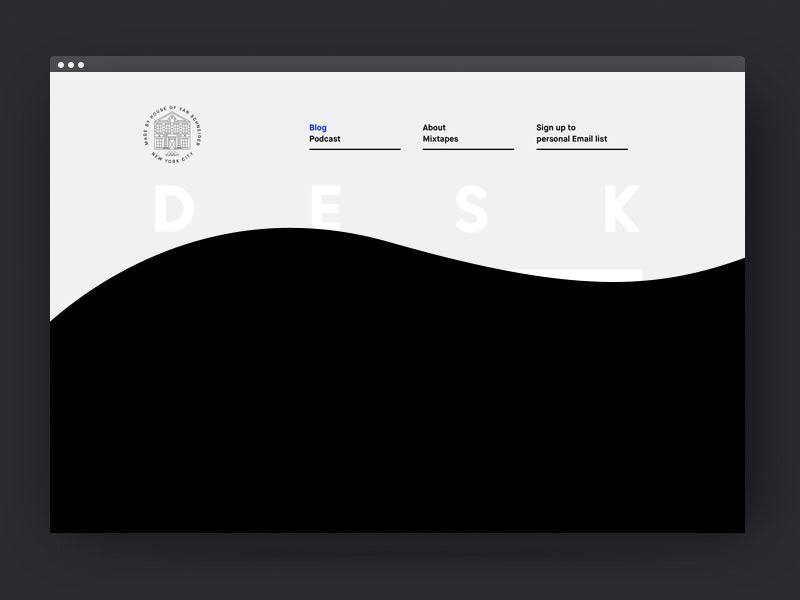 MADE BY HOUSE OF VAN SCHNEIDER
NEW YORK CITY
Blog
Podcast
About
Mixtapes
Sign up to
personal Email list
D E S K